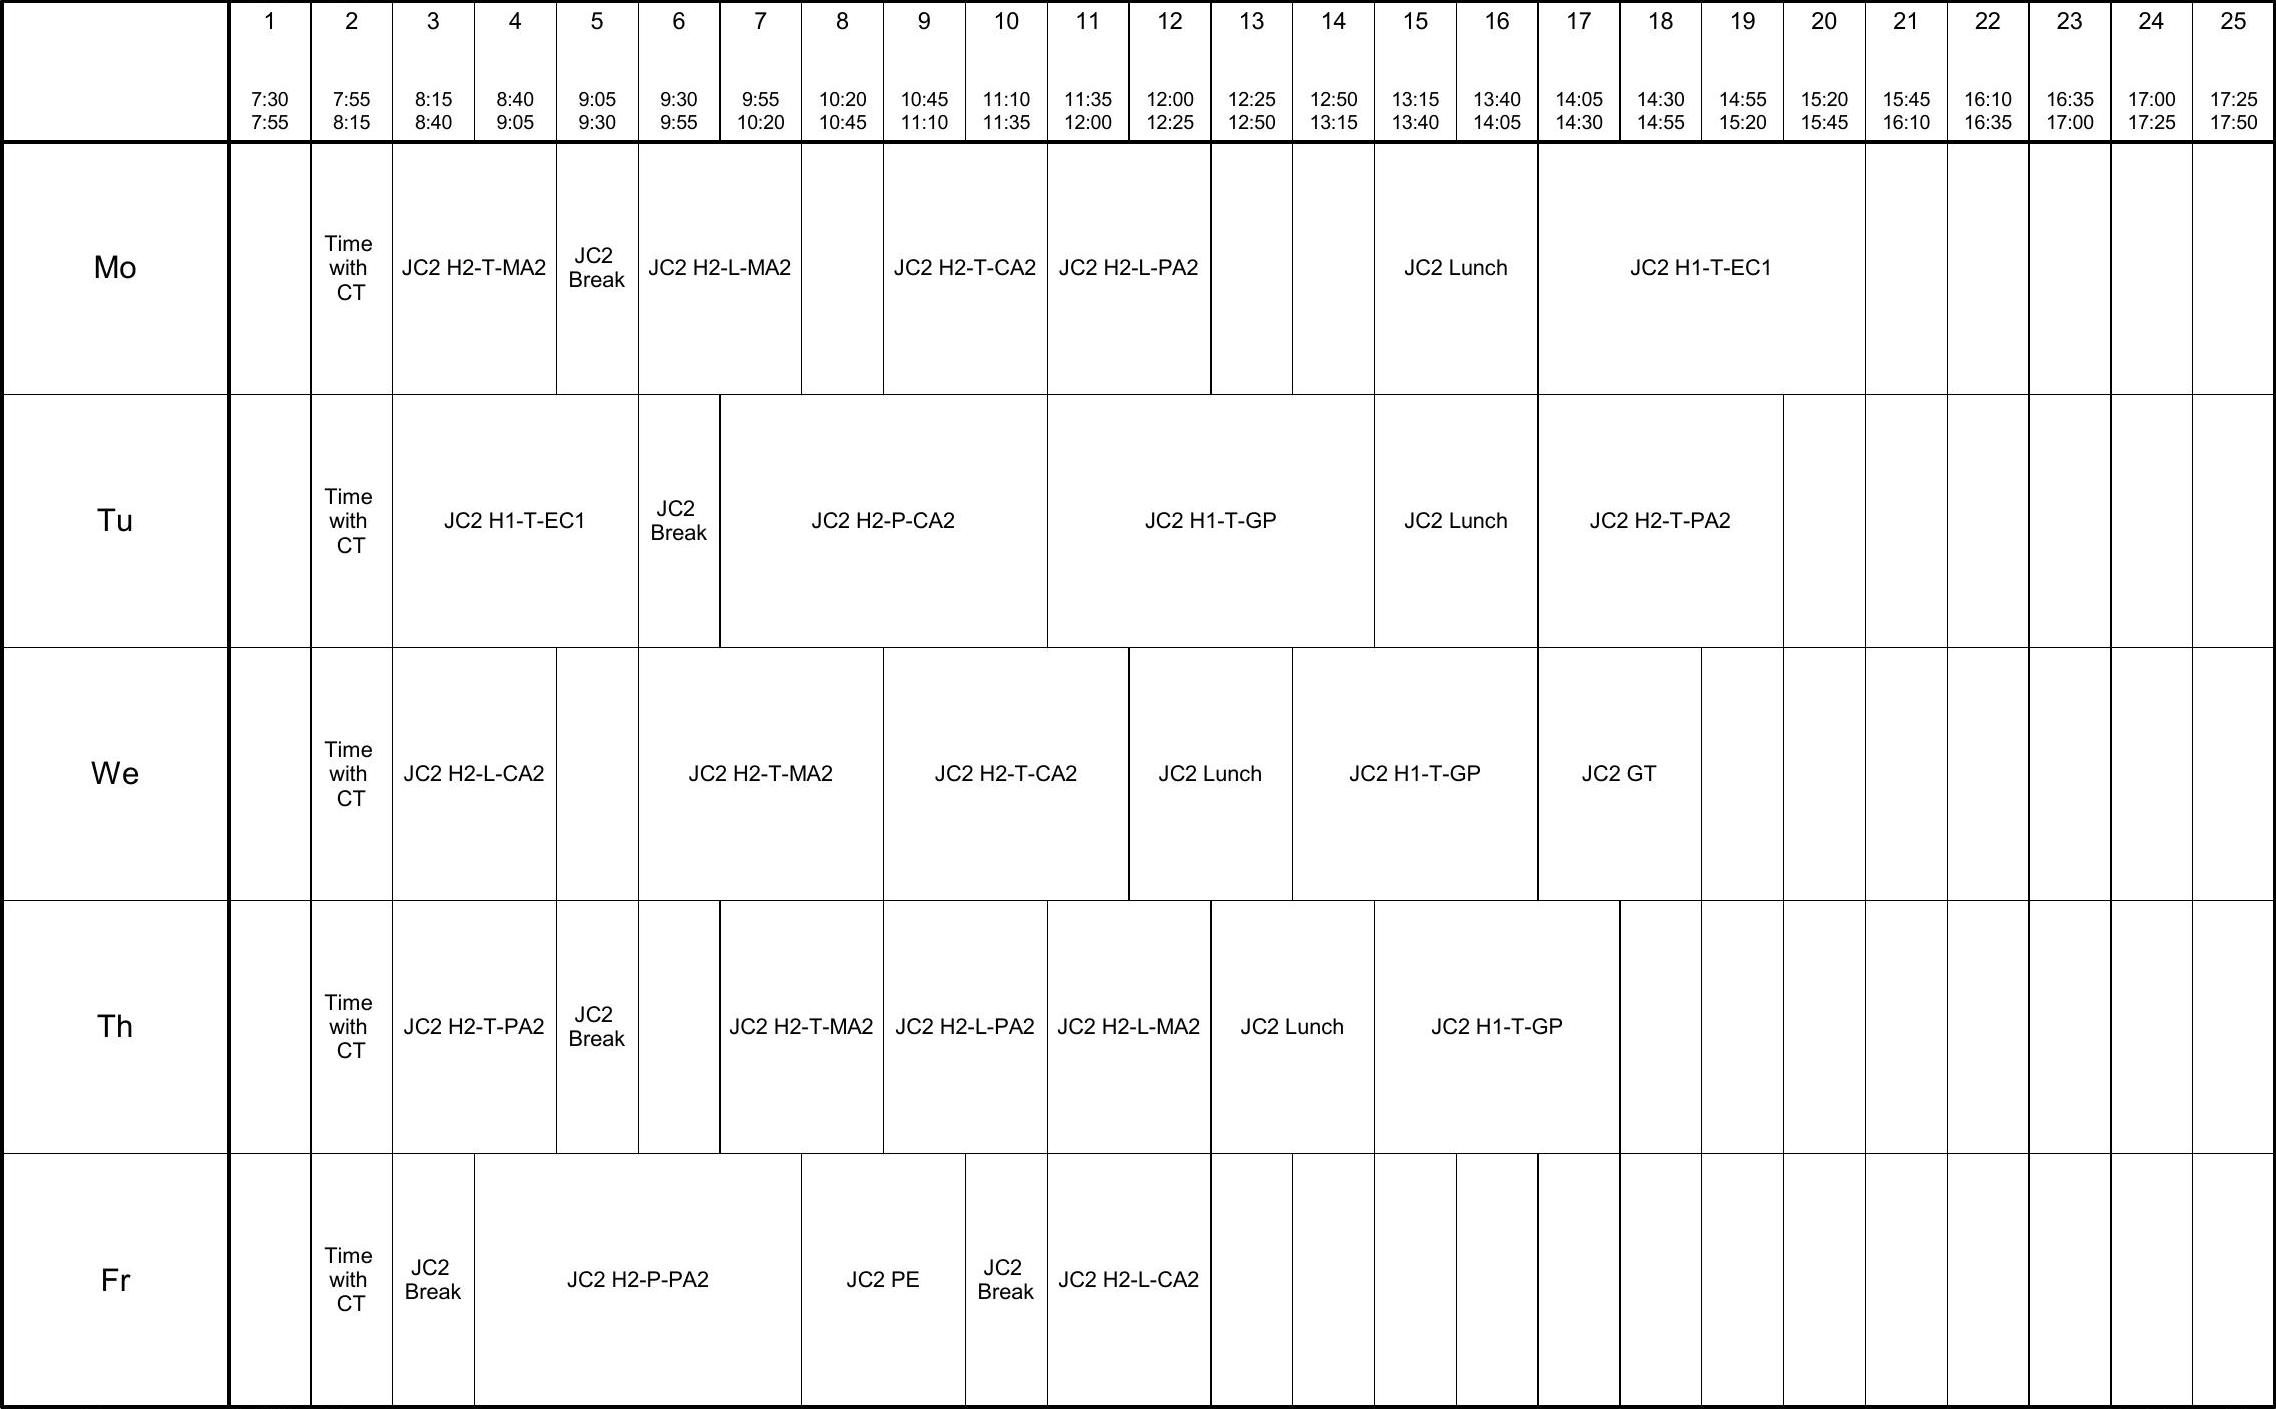 1 2 3 4 5 6 7 8 9 10 11 12 13 14 15 16 17 18 19 20 21 22 23 24 25
7:30 7:55 8:15 8:40 9:05 9:30 9:55 10:20 10:45 11:10 11:35 12:00 12:25 12:50 13:15 13:40 14:05 14:30 14:55 15:20 15:45 16:10 16:35 17:00 17:25
7:55 8:15 8:40 9:05 9:30 9:55 10:20 10:45 11:10 11:35 12:00 12:25 12:50 13:15 13:40 14:05 14:30 14:55 15:20 15:45 16:10 16:35 17:00 17:25 17:50
Mo
Time
with
CT
JC2 H2-T-MA2
JC2
Break
JC2 H2-L-MA2
JC2 H2-T-CA2
JC2 H2-L-PA2
JC2 Lunch
JC2 H1-T-EC1
Tu
Time
with
CT
JC2 H1-T-EC1
JC2
Break
JC2 H2-P-CA2
JC2 H1-T-GP
JC2 Lunch
JC2 H2-T-PA2
We
Time
with
CT
JC2 H2-L-CA2
JC2 H2-T-MA2
JC2 H2-T-CA2
JC2 Lunch
JC2 H1-T-GP
JC2 GT
Th
Time
with
CT
JC2 H2-T-PA2
JC2
Break
JC2 H2-T-MA2
JC2 H2-L-PA2
JC2 H2-L-MA2
JC2 Lunch
JC2 H1-T-GP
Fr
Time
with
CT
JC2
Break
JC2 H2-P-PA2
JC2 PE
JC2
Break
JC2 H2-L-CA2